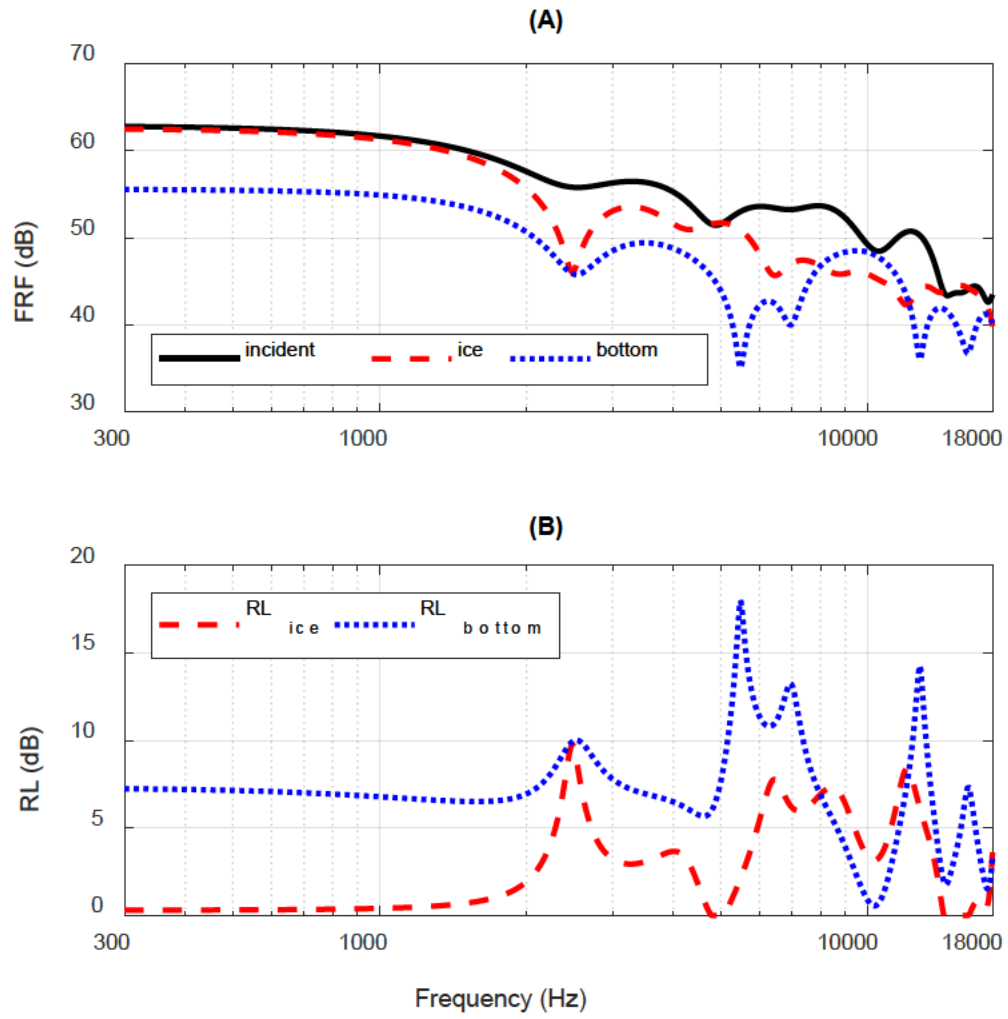 (A)
70
60
50
40
30
FRF (dB)
incident ice bottom
300 1000 10000 18000
(B)
20
15
10
5
0
RL (dB)
RL ice RL bottom
300 1000 10000 18000
Frequency (Hz)